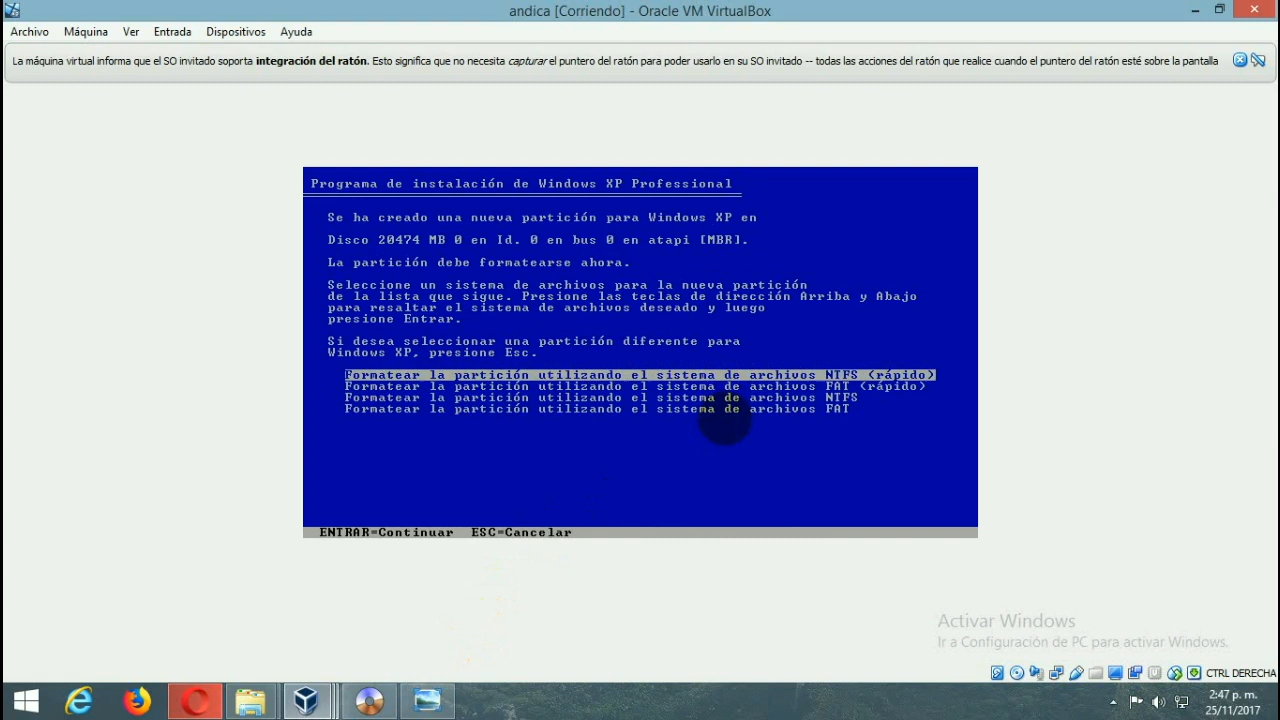 andica [Corriendo] - Oracle VM VirtualBox
Archivo Máquina Ver Entrada Dispositivos Ayuda
La máquina virtual informa que el SO invitado soporta integración del ratón. Esto significa que no necesita capturar el puntero del ratón para poder usarlo en su SO invitado -- todas las acciones del ratón que realice cuando el puntero del ratón esté sobre la pantalla
Programa de instalación de Windows XP Professional
Se ha creado una nueva partición para Windows XP en
Disco 20474 MB 0 en Id. 0 en bus 0 en atapi [MBR].
La partición debe formatearse ahora.
Seleccione un sistema de archivos para la nueva partición
de la lista que sigue. Presione las teclas de dirección Arriba y Abajo
para resaltar el sistema de archivos deseado y luego
presione Entrar.
Si desea seleccionar una partición diferente para
Windows XP, presione Esc.
Formatear la partición utilizando el sistema de archivos NTFS (rápido)
Formatear la partición utilizando el sistema de archivos FAT (rápido)
Formatear la partición utilizando el sistema de archivos NTFS
Formatear la partición utilizando el sistema de archivos FAT
ENTRAR=Continuar ESC=Cancelar
Activar Windows
Ir a Configuración de PC para activar Windows.
CTRL DERECHA
2:47 p. m.
25/11/2017